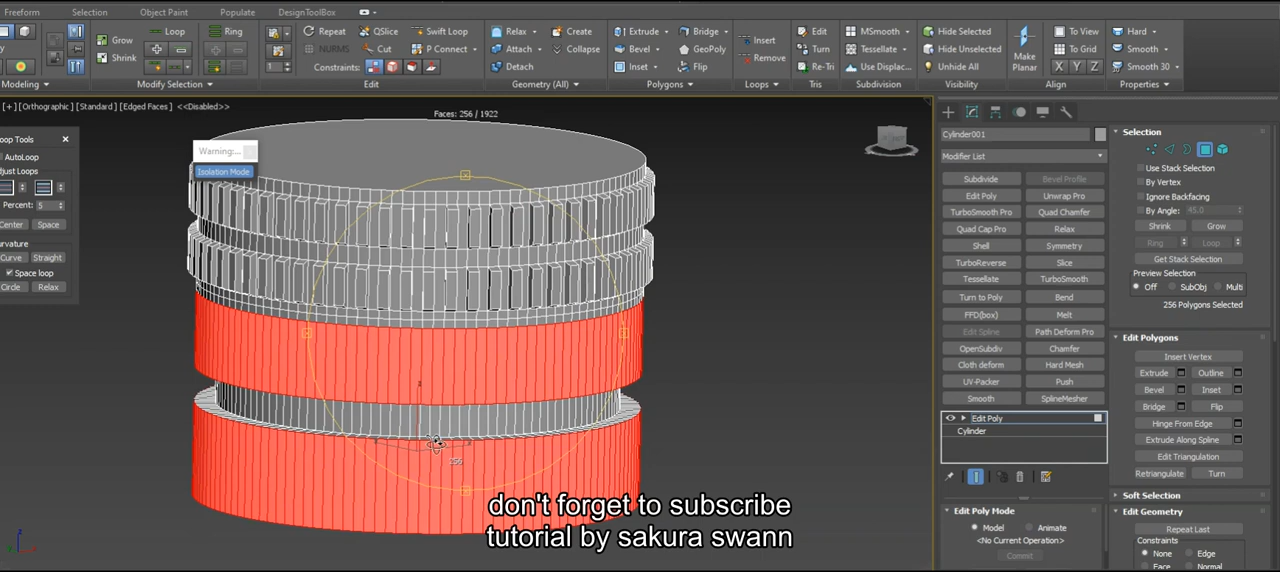 Freeform Selection Object Paint Populate DesignToolBox
Grow Loop Ring Repeat QSlice Swift Loop Relax Create Extrude Bridge Insert Edit MSmooth Hide Selected To View Hard
Shrink NURMS Cut P Connect Attach Collapse Bevel GeoPoly Remove Turn Tessellate Hide Unselected To Grid Smooth
1 Constraints: Detach Inset Flip Re-Tri Use Displac... Unhide All Make Planar X Y Z Smooth 30
Modeling Modify Selection Edit Geometry (All) Polygons Loops Tris Subdivision Visibility Align Properties
[+] [Orthographic] [Standard] [Edged Faces] <<Disabled>>
Faces: 256 / 1922
oop Tools
AutoLoop
djust Loops
Percent: 5
Center Space
urvature
Curve Straight
Space loop
Circle Relax
Warning:...
Isolation Mode
256
z
don't forget to subscribe
tutorial by sakura swann
Cylinder001
Modifier List
Subdivide Bevel Profile
Edit Poly Unwrap Pro
TurboSmooth Pro Quad Chamfer
Quad Cap Pro Relax
Shell Symmetry
TurboReverse Slice
Tessellate TurboSmooth
Turn to Poly Bend
FFD(box) Melt
Edit Spline Path Deform Pro
OpenSubdiv Chamfer
Cloth deform Hard Mesh
UV-Packer Push
Smooth SplineMesher
Edit Poly
Cylinder
Edit Poly Mode
Model Animate
<No Current Operation>
Commit
Selection
Use Stack Selection
By Vertex
Ignore Backfacing
By Angle: 45.0
Shrink Grow
Ring Loop
Get Stack Selection
Preview Selection
Off SubObj Multi
256 Polygons Selected
Edit Polygons
Insert Vertex
Extrude Outline
Bevel Inset
Bridge Flip
Hinge From Edge
Extrude Along Spline
Edit Triangulation
Retriangulate Turn
Soft Selection
Edit Geometry
Repeat Last
Constraints
None Edge
Face Normal